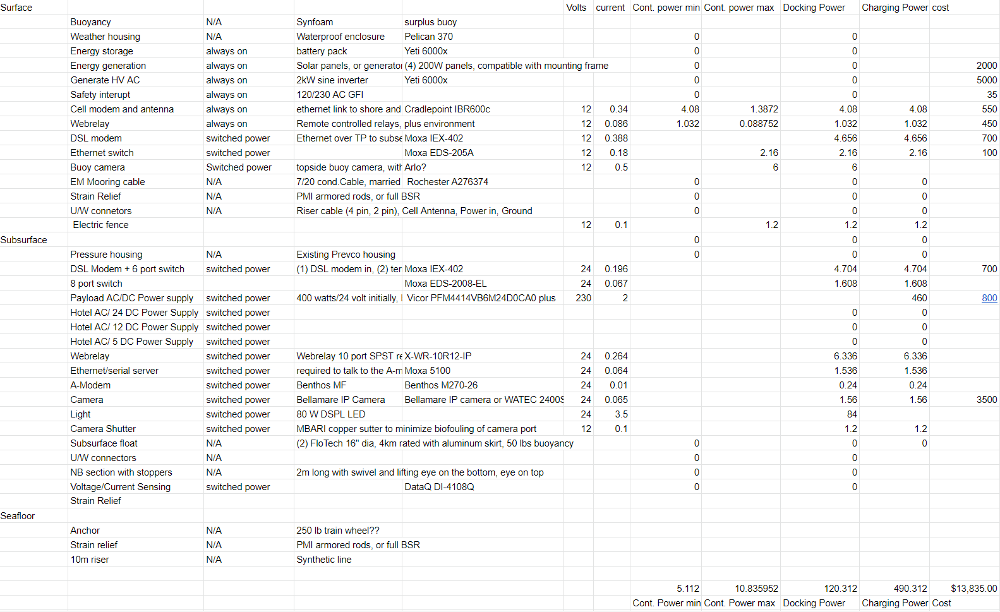 Surface Volts current Cont. power min Cont. power max Docking Power Charging Power cost
Buoyancy N/A Synfoam surplus buoy
Weather housing N/A Waterproof enclosure Pelican 370 0 0
Energy storage always on battery pack Yeti 6000x 0 0
Energy generation always on Solar panels, or generator (4) 200W panels, compatible with mounting frame 0 0 2000
Generate HV AC always on 2kW sine inverter Yeti 6000x 0 0 5000
Safety interupt always on 120/230 AC GFI 0 0 35
Cell modem and antenna always on ethernet link to shore and Cradlepoint IBR600c 12 0.34 4.08 1.3872 4.08 4.08 550
Webrelay always on Remote controlled relays, plus environment 12 0.086 1.032 0.088752 1.032 1.032 450
DSL modem switched power Ethernet over TP to subse Moxa IEX-402 12 0.388 4.656 4.656 700
Ethernet switch switched power Moxa EDS-205A 12 0.18 2.16 2.16 2.16 100
Buoy camera Switched power topside buoy camera, with Arlo? 12 0.5 6 6
EM Mooring cable N/A 7/20 cond.Cable, married Rochester A276374 0 0 0
Strain Relief N/A PMI armored rods, or full BSR 0 0 0
U/W connetors N/A Riser cable (4 pin, 2 pin), Cell Antenna, Power in, Ground 0 0 0
Electric fence 12 0.1 1.2 1.2 1.2
Subsurface 0 0 0
Pressure housing N/A Existing Prevco housing 0 0 0
DSL Modem + 6 port switch switched power (1) DSL modem in, (2) ter Moxa IEX-402 24 0.196 4.704 4.704 700
8 port switch Moxa EDS-2008-EL 24 0.067 1.608 1.608
Payload AC/DC Power supply switched power 400 watts/24 volt initially, Vicor PFM4414VB6M24D0CA0 plus 230 2 460 800
Hotel AC/ 24 DC Power Supply switched power 0 0
Hotel AC/ 12 DC Power Supply switched power 0 0
Hotel AC/ 5 DC Power Supply switched power 0 0
Webrelay switched power Webrelay 10 port SPST re X-WR-10R12-IP 24 0.264 6.336 6.336
Ethernet/serial server switched power required to talk to the A-m Moxa 5100 24 0.064 1.536 1.536
A-Modem switched power Benthos MF Benthos M270-26 24 0.01 0.24 0.24
Camera switched power Bellamare IP Camera Bellamare IP camera or WATEC 2400S 24 0.065 1.56 1.56 3500
Light switched power 80 W DSPL LED 24 3.5 84
Camera Shutter switched power MBARI copper sutter to minimize biofouling of camera port 12 0.1 1.2 1.2
Subsurface float N/A (2) FloTech 16" dia, 4km rated with aluminum skirt, 50 lbs buoyancy 0 0 0
U/W connectors N/A 0 0
NB section with stoppers N/A 2m long with swivel and lifting eye on the bottom, eye on top 0 0
Voltage/Current Sensing switched power DataQ DI-4108Q 0 0
Strain Relief
Seafloor
Anchor N/A 250 lb train wheel??
Strain relief N/A PMI armored rods, or full BSR
10m riser N/A Synthetic line
5.112 10.835952 120.312 490.312 $13,835.00
Cont. Power min Cont. Power max Docking Power Charging Power Cost